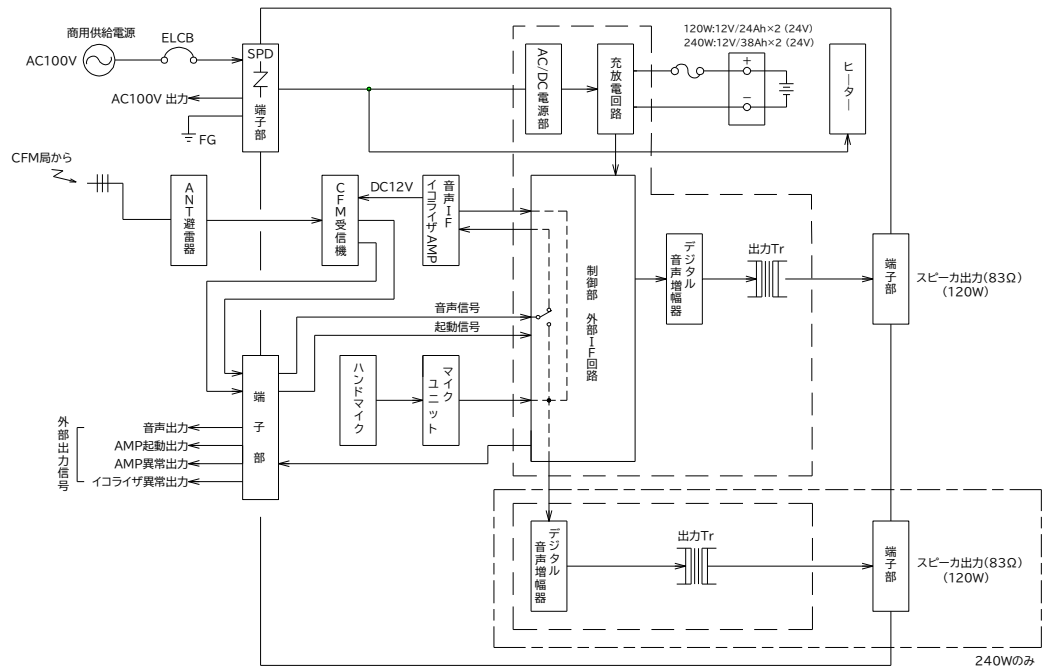 商用供給電源
ELCB
AC100V
SPD
端子部
AC100V 出力
FG
AC/DC電源部
充放電回路
120W:12V/24Ah×2 (24V)
240W:12V/38Ah×2 (24V)
+
−
ヒーター
CFM局から
ANT避雷器
CFM受信機
DC12V
音声IF
イコライザAMP
制御部 外部IF回路
デジタル
音声増幅器
出力Tr
端子部
スピーカ出力(83Ω)
(120W)
音声信号
起動信号
ハンドマイク
マイク
ユニット
端子部
外部出力信号
音声出力
AMP起動出力
AMP異常出力
イコライザ異常出力
デジタル
音声増幅器
出力Tr
端子部
スピーカ出力(83Ω)
(120W)
240Wのみ